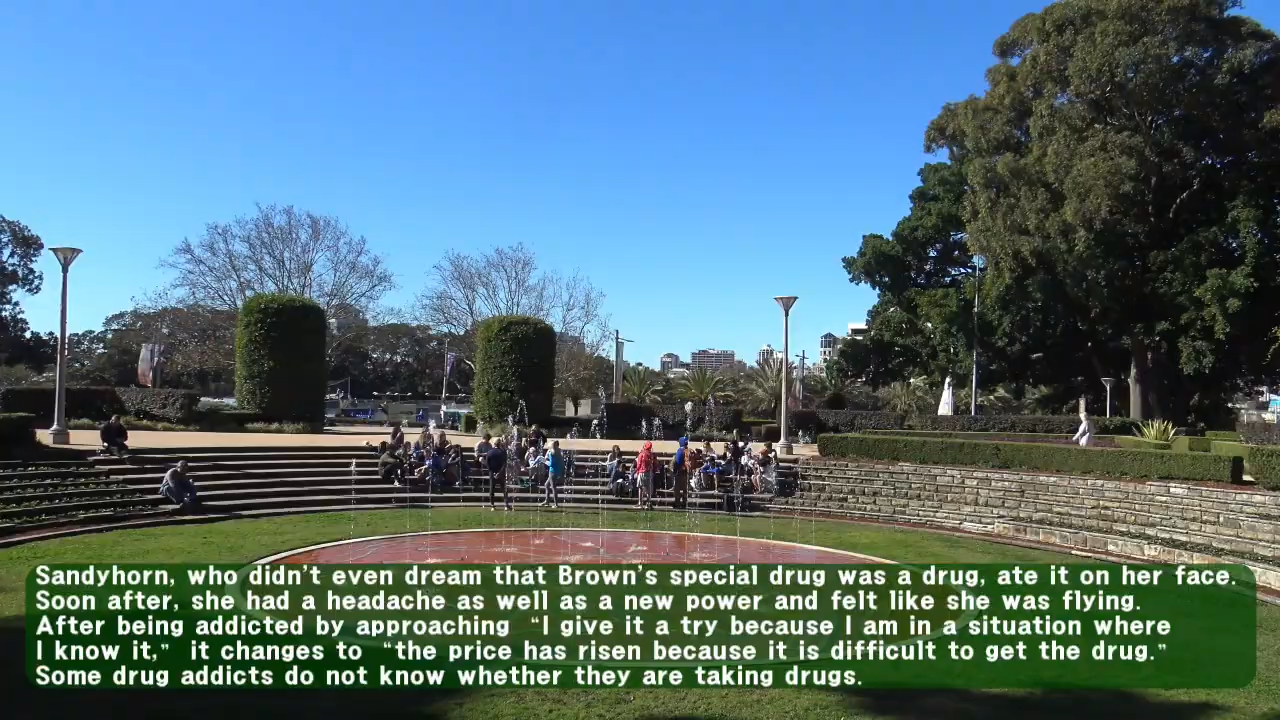 Sandyhorn, who didn't even dream that Brown's special drug was a drug, ate it on her face.
Soon after, she had a headache as well as a new power and felt like she was flying.
After being addicted by approaching “I give it a try because I am in a situation where
I know it,” it changes to “the price has risen because it is difficult to get the drug.”
Some drug addicts do not know whether they are taking drugs.